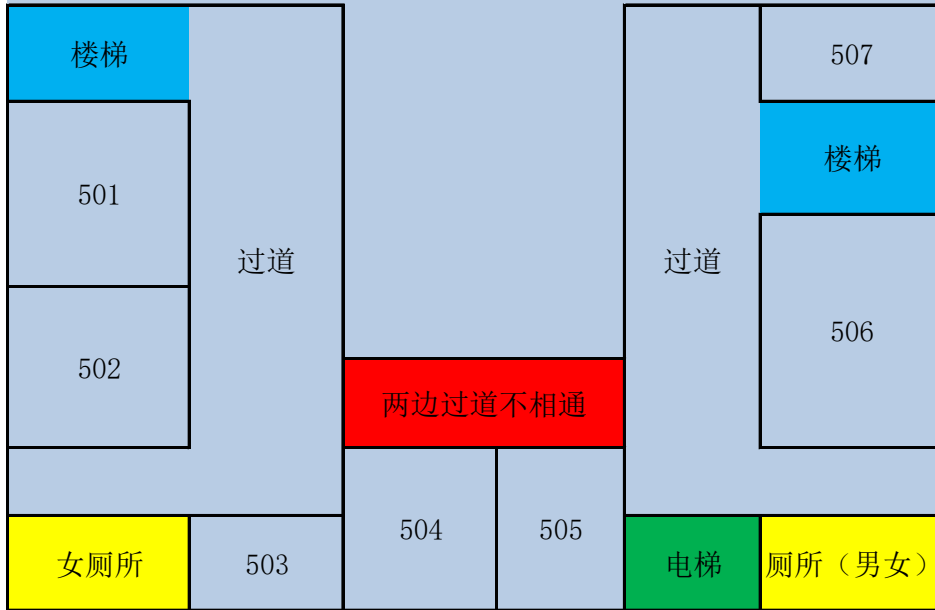 楼梯
507
楼梯
501
过道
过道
506
502
两边过道不相通
504
505
女厕所
503
电梯
厕所（男女）